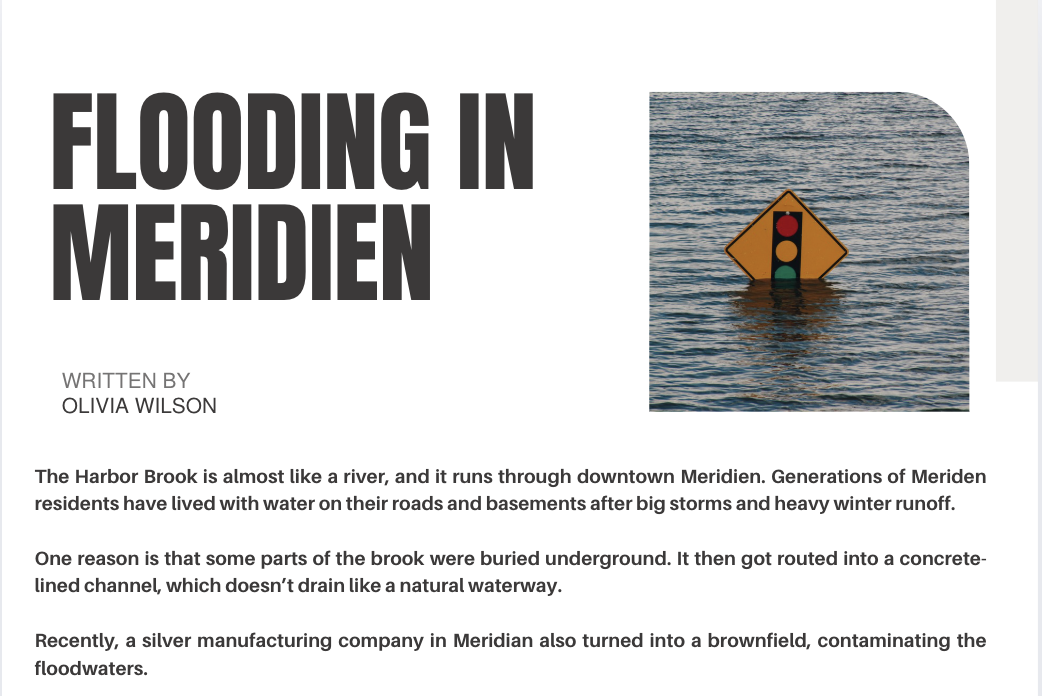 FLOODING IN
MERIDIEN
WRITTEN BY
OLIVIA WILSON
The Harbor Brook is almost like a river, and it runs through downtown Meridien. Generations of Meriden
residents have lived with water on their roads and basements after big storms and heavy winter runoff.
One reason is that some parts of the brook were buried underground. It then got routed into a concrete-
lined channel, which doesn’t drain like a natural waterway.
Recently, a silver manufacturing company in Meridian also turned into a brownfield, contaminating the
floodwaters.